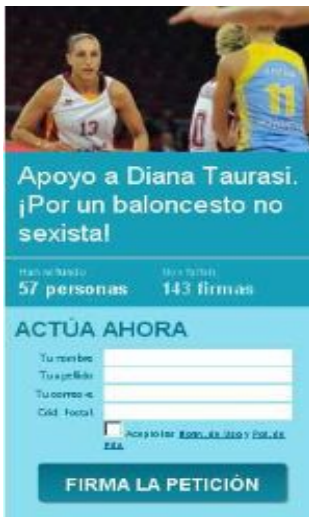 13
11
Apoyo a Diana Taurasi.
¡Por un baloncesto no
sexista!
57 personas
143 firmas
ACTÚA AHORA
Tu nombre
Tu apellido
Tu correo-e
Cód. Postal
Acepto las y
FIRMA LA PETICIÓN